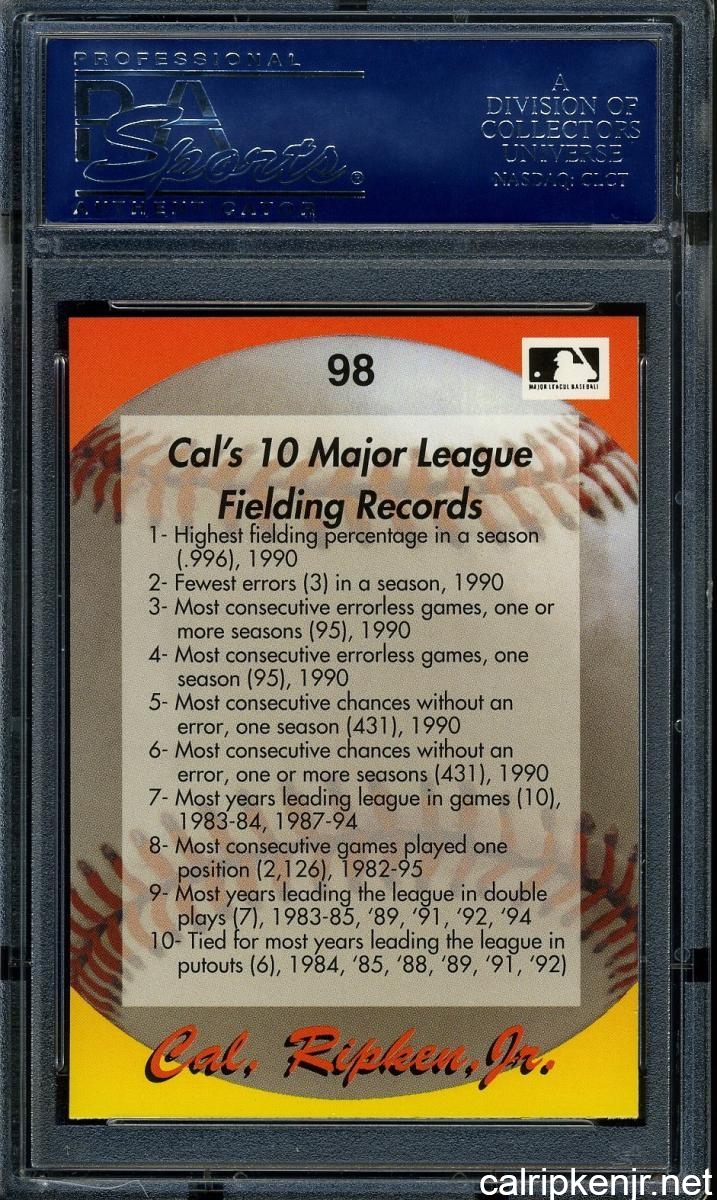 PROFESSIONAL
PSA
Sports®
AUTHENTICATOR
A
DIVISION OF
COLLECTORS
UNIVERSE
NASDAQ: CLCT
98
MAJOR LEAGUE BASEBALL
Cal's 10 Major League
Fielding Records
1- Highest fielding percentage in a season
(.996), 1990
2- Fewest errors (3) in a season, 1990
3- Most consecutive errorless games, one or
more seasons (95), 1990
4- Most consecutive errorless games, one
season (95), 1990
5- Most consecutive chances without an
error, one season (431), 1990
6- Most consecutive chances without an
error, one or more seasons (431), 1990
7- Most years leading league in games (10),
1983-84, 1987-94
8- Most consecutive games played one
position (2,126), 1982-95
9- Most years leading the league in double
plays (7), 1983-85, '89, '91, '92, '94
10- Tied for most years leading the league in
putouts (6), 1984, '85, '88, '89, '91, '92)
Cal, Ripken, Jr.
calripkenjr.net